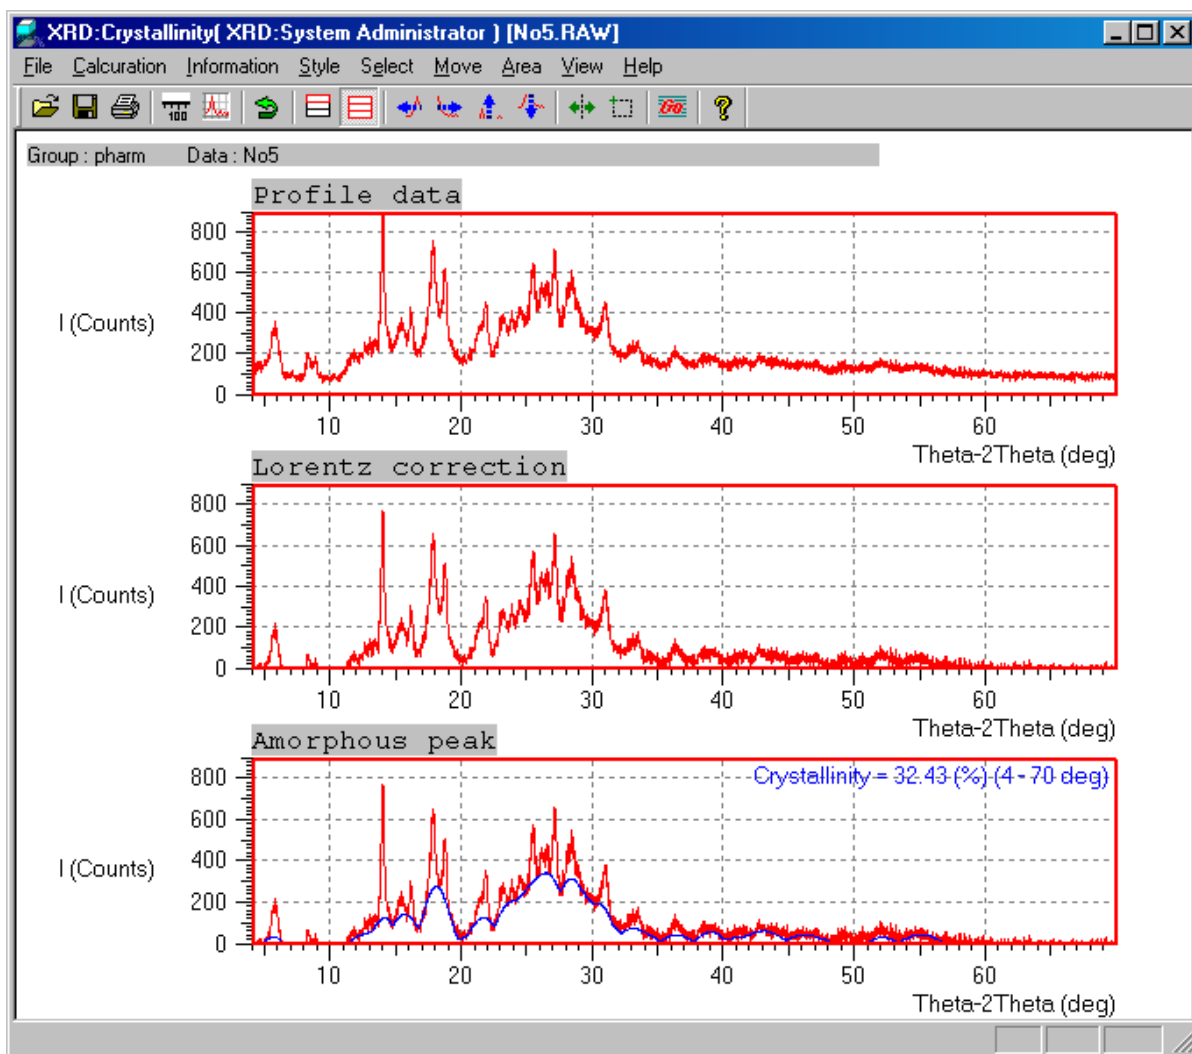 XRD:Crystallinity( XRD:System Administrator ) [No5.RAW]
File Calcuration Information Style Select Move Area View Help
100 Go ?
Group : pharm Data : No5
Profile data
800
600
400
200
0
I (Counts)
10 20 30 40 50 60
Theta-2Theta (deg)
Lorentz correction
800
600
400
200
0
I (Counts)
10 20 30 40 50 60
Theta-2Theta (deg)
Amorphous peak
Crystallinity = 32.43 (%) (4 - 70 deg)
800
600
400
200
0
I (Counts)
10 20 30 40 50 60
Theta-2Theta (deg)